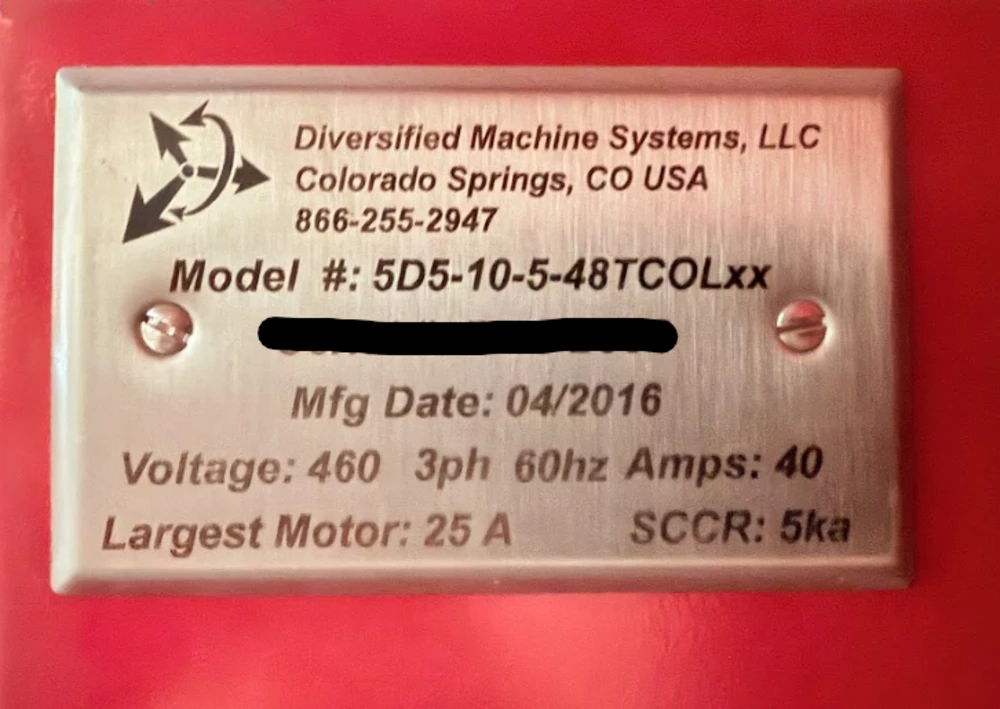 Diversified Machine Systems, LLC
Colorado Springs, CO USA
866-255-2947
Model #: 5D5-10-5-48TCOLxx
Mfg Date: 04/2016
Voltage: 460 3ph 60hz Amps: 40
Largest Motor: 25 A SCCR: 5ka